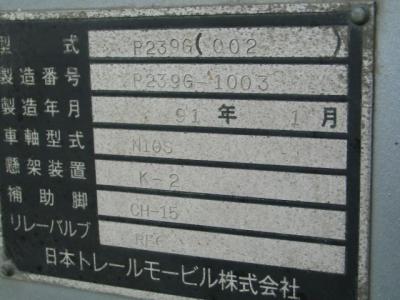 型式 P239G(002)
製造番号 P239G-1003
製造年月 91年 1月
車軸型式 N10S
懸架装置 K-2
補助脚 CH-15
リレーバルブ
日本トレールモービル株式会社